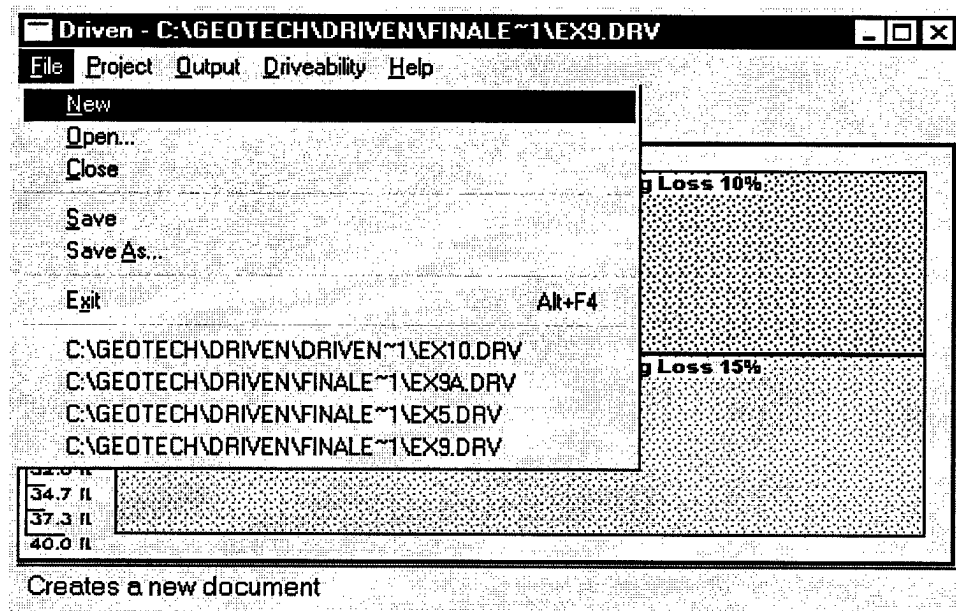 Driven - C:\GEOTECH\DRIVEN\FINALE~1\EX9.DRV
File Project Output Driveability Help
New
Open...
Close
g Loss 10%
Save
Save As...
Exit Alt+F4
C:\GEOTECH\DRIVEN\DRIVEN~1\EX10.DRV
g Loss 15%
C:\GEOTECH\DRIVEN\FINALE~1\EX9A.DRV
C:\GEOTECH\DRIVEN\FINALE~1\EX5.DRV
C:\GEOTECH\DRIVEN\FINALE~1\EX9.DRV
34.7 ft
37.3 ft
40.0 ft
Creates a new document